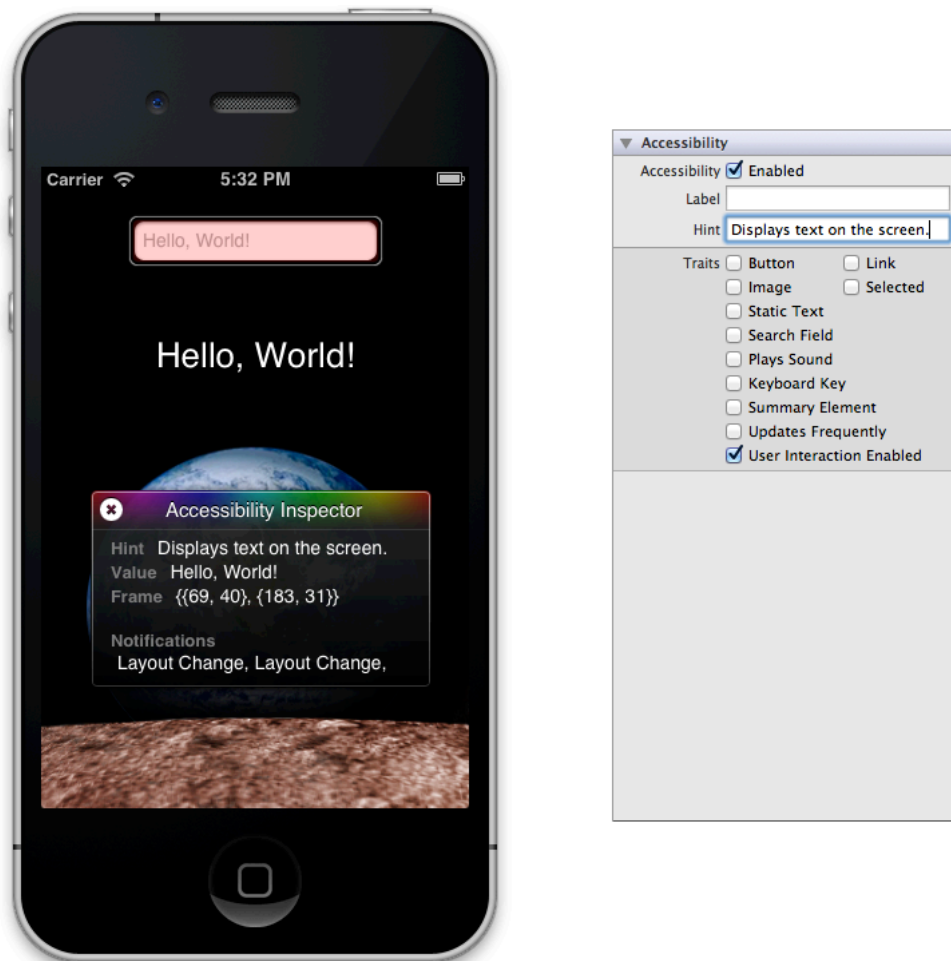 Carrier 5:32 PM
Hello, World!
Hello, World!
Accessibility Inspector
Hint Displays text on the screen.
Value Hello, World!
Frame {{69, 40}, {183, 31}}
Notifications
Layout Change, Layout Change,
Accessibility
Accessibility Enabled
Label
Hint Displays text on the screen.
Traits Button Link
Image Selected
Static Text
Search Field
Plays Sound
Keyboard Key
Summary Element
Updates Frequently
User Interaction Enabled